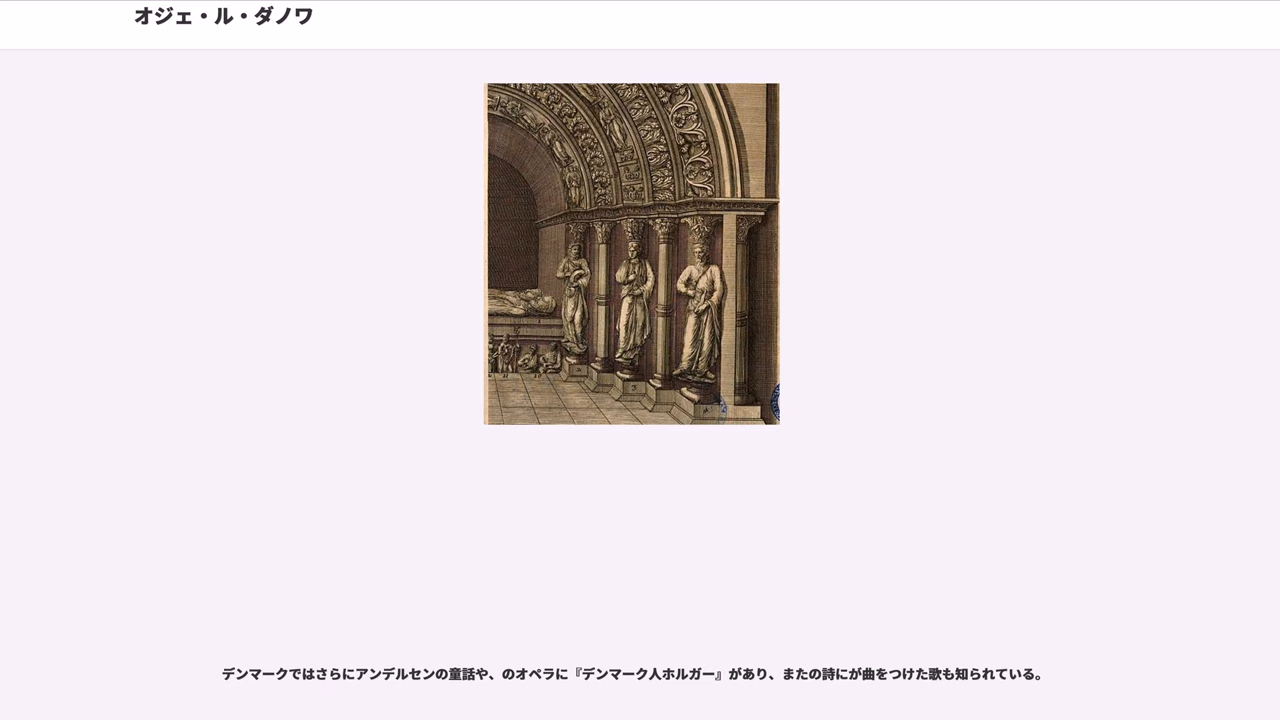 オジェ・ル・ダノワ
デンマークではさらにアンデルセンの童話や、のオペラに『デンマーク人ホルガー』があり、またの詩にが曲をつけた歌も知られている。